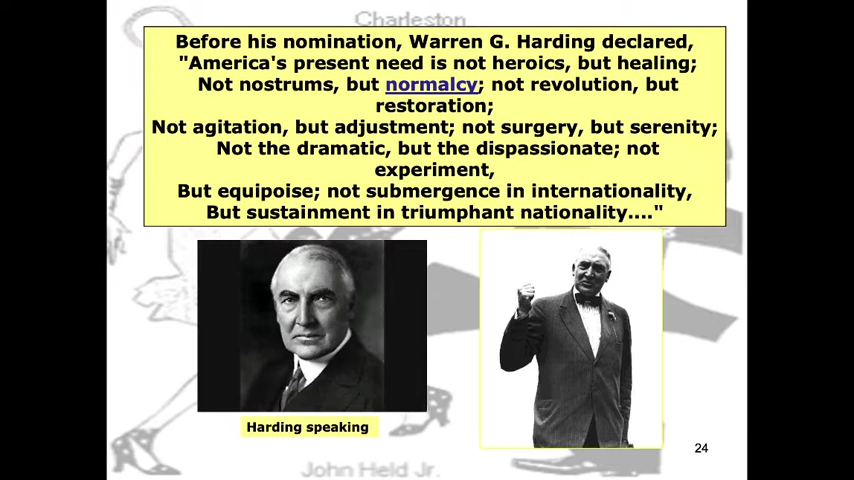 Charleston
Before his nomination, Warren G. Harding declared,
"America's present need is not heroics, but healing;
Not nostrums, but normalcy; not revolution, but
restoration;
Not agitation, but adjustment; not surgery, but serenity;
Not the dramatic, but the dispassionate; not
experiment,
But equipoise; not submergence in internationality,
But sustainment in triumphant nationality...."
Harding speaking
24
John Held Jr.